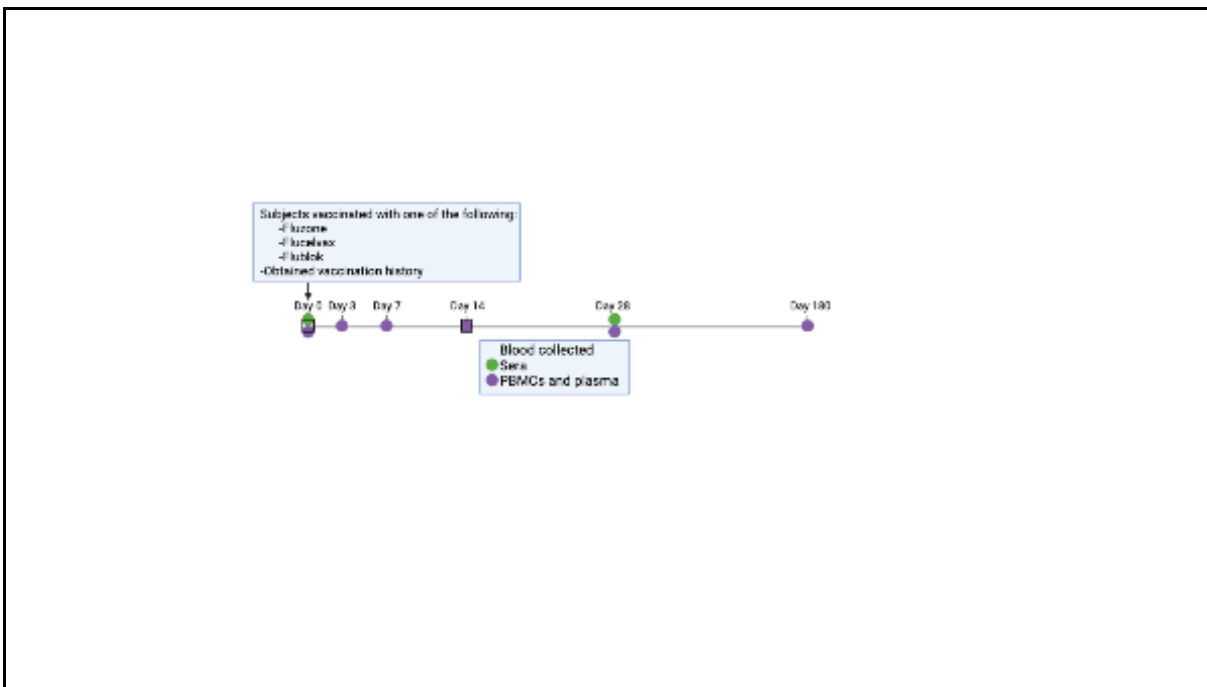 Subjects vaccinated with one of the following:
-Fluzone
-Flucelvax
-Flublok
-Obtained vaccination history
Day 0 Day 3 Day 7 Day 14 Day 28 Day 180
Blood collected
Sera
PBMCs and plasma